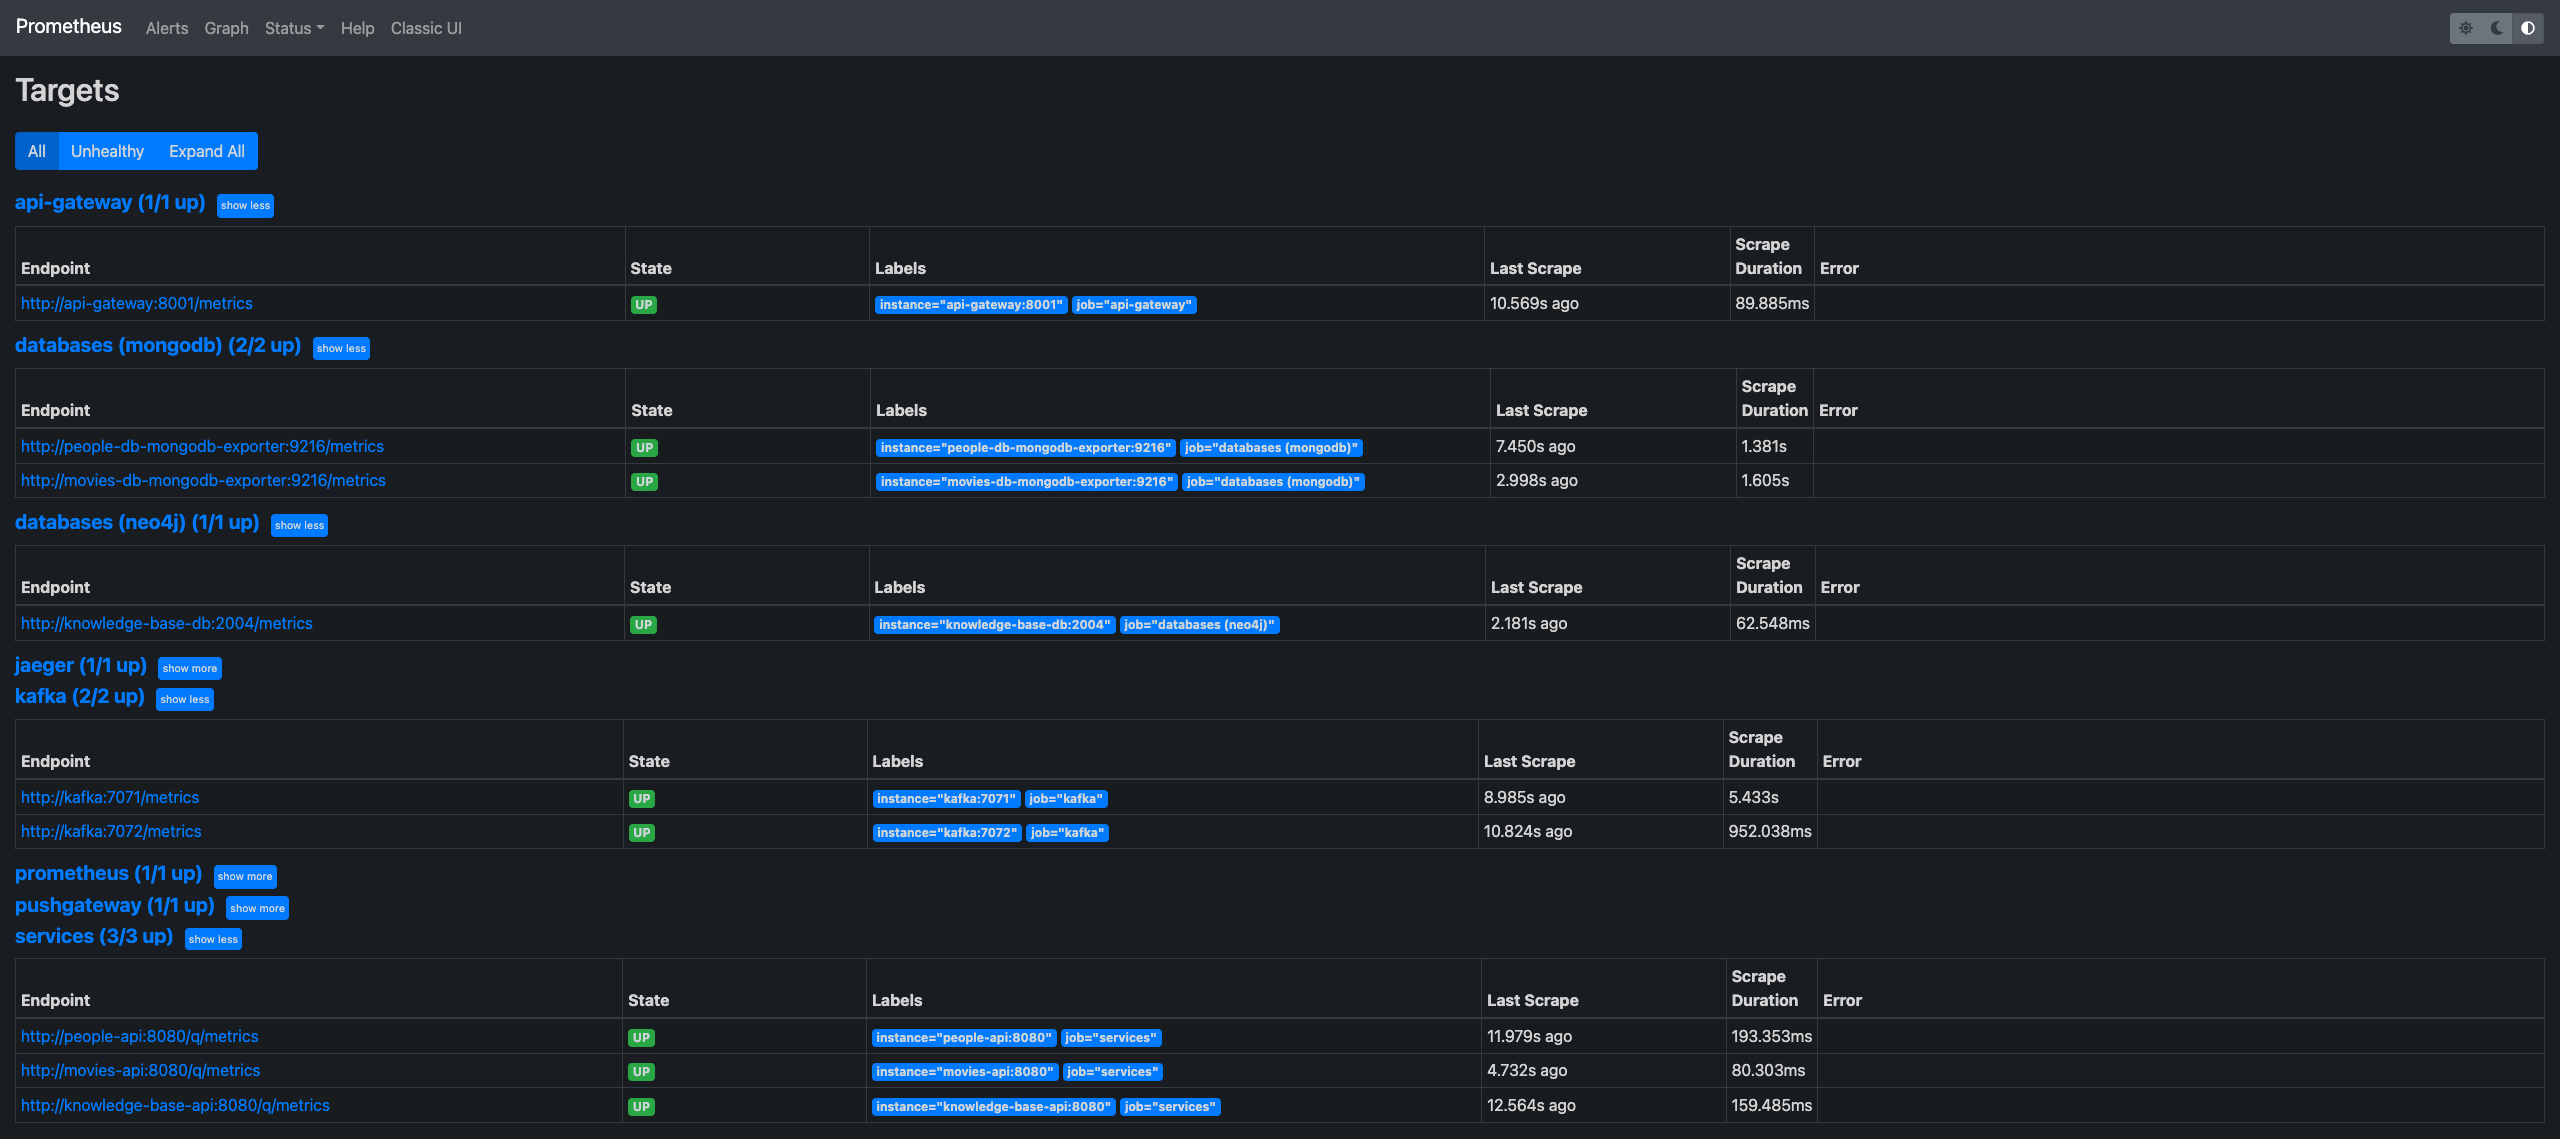 Prometheus Alerts Graph Status Help Classic UI
Targets
All Unhealthy Expand All
api-gateway (1/1 up) show less
Endpoint State Labels Last Scrape Scrape Duration Error
http://api-gateway:8001/metrics UP instance="api-gateway:8001" job="api-gateway" 10.569s ago 89.885ms
databases (mongodb) (2/2 up) show less
Endpoint State Labels Last Scrape Scrape Duration Error
http://people-db-mongodb-exporter:9216/metrics UP instance="people-db-mongodb-exporter:9216" job="databases (mongodb)" 7.450s ago 1.381s
http://movies-db-mongodb-exporter:9216/metrics UP instance="movies-db-mongodb-exporter:9216" job="databases (mongodb)" 2.998s ago 1.605s
databases (neo4j) (1/1 up) show less
Endpoint State Labels Last Scrape Scrape Duration Error
http://knowledge-base-db:2004/metrics UP instance="knowledge-base-db:2004" job="databases (neo4j)" 2.181s ago 62.548ms
jaeger (1/1 up) show more
kafka (2/2 up) show less
Endpoint State Labels Last Scrape Scrape Duration Error
http://kafka:7071/metrics UP instance="kafka:7071" job="kafka" 8.985s ago 5.433s
http://kafka:7072/metrics UP instance="kafka:7072" job="kafka" 10.824s ago 952.038ms
prometheus (1/1 up) show more
pushgateway (1/1 up) show more
services (3/3 up) show less
Endpoint State Labels Last Scrape Scrape Duration Error
http://people-api:8080/q/metrics UP instance="people-api:8080" job="services" 11.979s ago 193.353ms
http://movies-api:8080/q/metrics UP instance="movies-api:8080" job="services" 4.732s ago 80.303ms
http://knowledge-base-api:8080/q/metrics UP instance="knowledge-base-api:8080" job="services" 12.564s ago 159.485ms